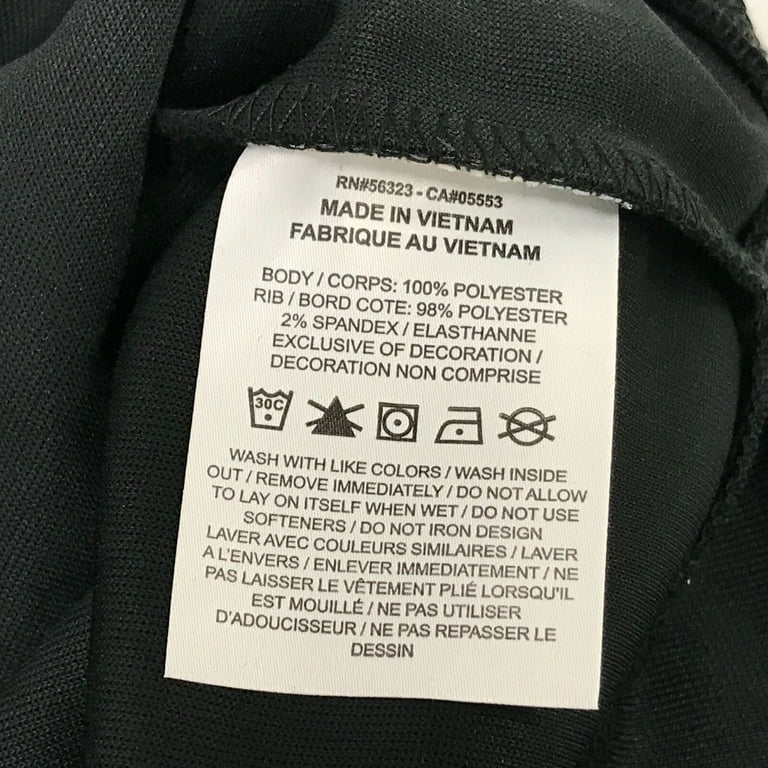 RN#56323 - CA#05553
MADE IN VIETNAM
FABRIQUE AU VIETNAM
BODY / CORPS: 100% POLYESTER
RIB / BORD COTE: 98% POLYESTER
2% SPANDEX / ELASTHANNE
EXCLUSIVE OF DECORATION /
DECORATION NON COMPRISE
30C
WASH WITH LIKE COLORS / WASH INSIDE
OUT / REMOVE IMMEDIATELY / DO NOT ALLOW
TO LAY ON ITSELF WHEN WET / DO NOT USE
SOFTENERS / DO NOT IRON DESIGN
LAVER AVEC COULEURS SIMILAIRES / LAVER
A L'ENVERS / ENLEVER IMMEDIATEMENT / NE
PAS LAISSER LE VÊTEMENT PLIÉ LORSQU'IL
EST MOUILLÉ / NE PAS UTILISER
D'ADOUCISSEUR / NE PAS REPASSER LE
DESSIN